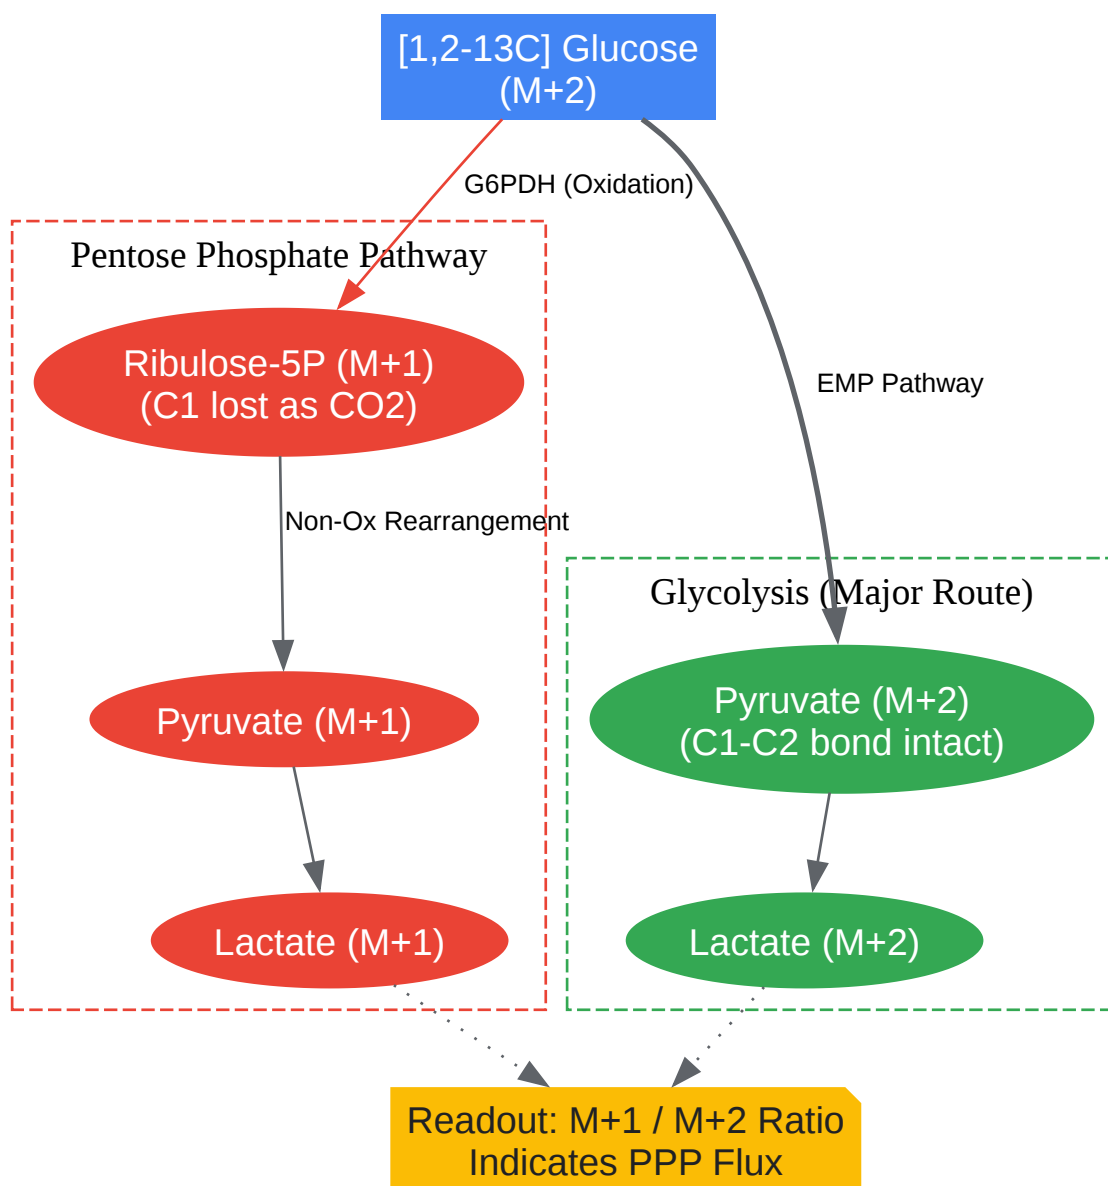 [1,2-13C] Glucose
(M+2)
G6PDH (Oxidation)
Pentose Phosphate Pathway
Ribulose-5P (M+1)
(C1 lost as CO2)
EMP Pathway
Non-Ox Rearrangement
Glycolysis (Major Route)
Pyruvate (M+1)
Pyruvate (M+2)
(C1-C2 bond intact)
Lactate (M+1)
Lactate (M+2)
Readout: M+1 / M+2 Ratio
Indicates PPP Flux